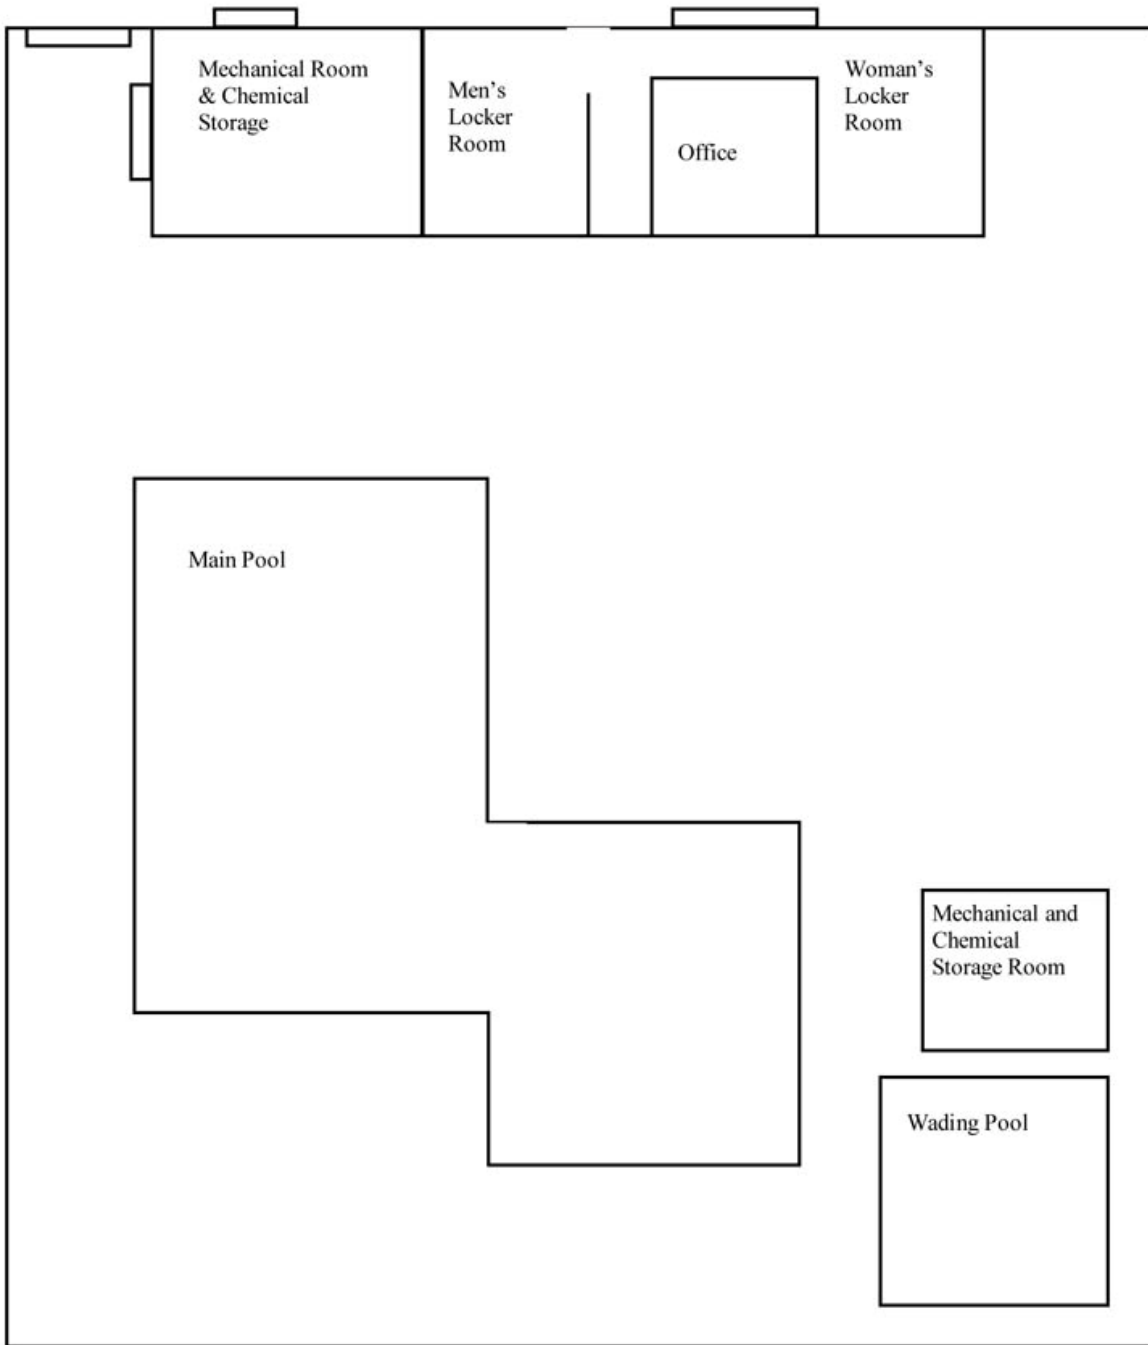 Mechanical Room
& Chemical
Storage
Men's
Locker
Room
Office
Woman's
Locker
Room
Main Pool
Mechanical and
Chemical
Storage Room
Wading Pool